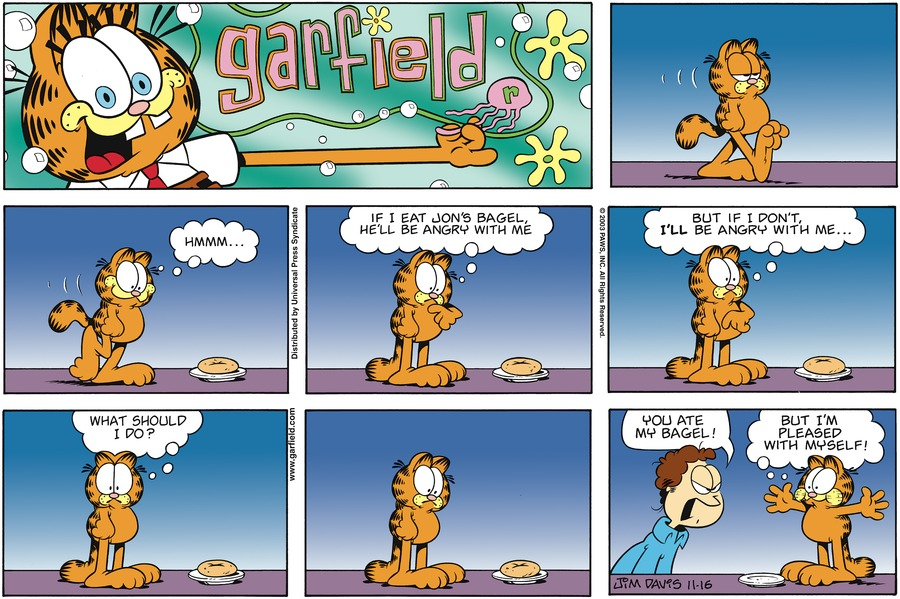 garfield
r
HMMM...
Distributed by Universal Press Syndicate
IF I EAT JON'S BAGEL,
HE'LL BE ANGRY WITH ME
© 2003 PAWS, INC. All Rights Reserved.
BUT IF I DON'T,
I'LL BE ANGRY WITH ME...
WHAT SHOULD
I DO?
www.garfield.com
YOU ATE
MY BAGEL!
BUT I'M
PLEASED
WITH MYSELF!
JIM DAVIS 11-16